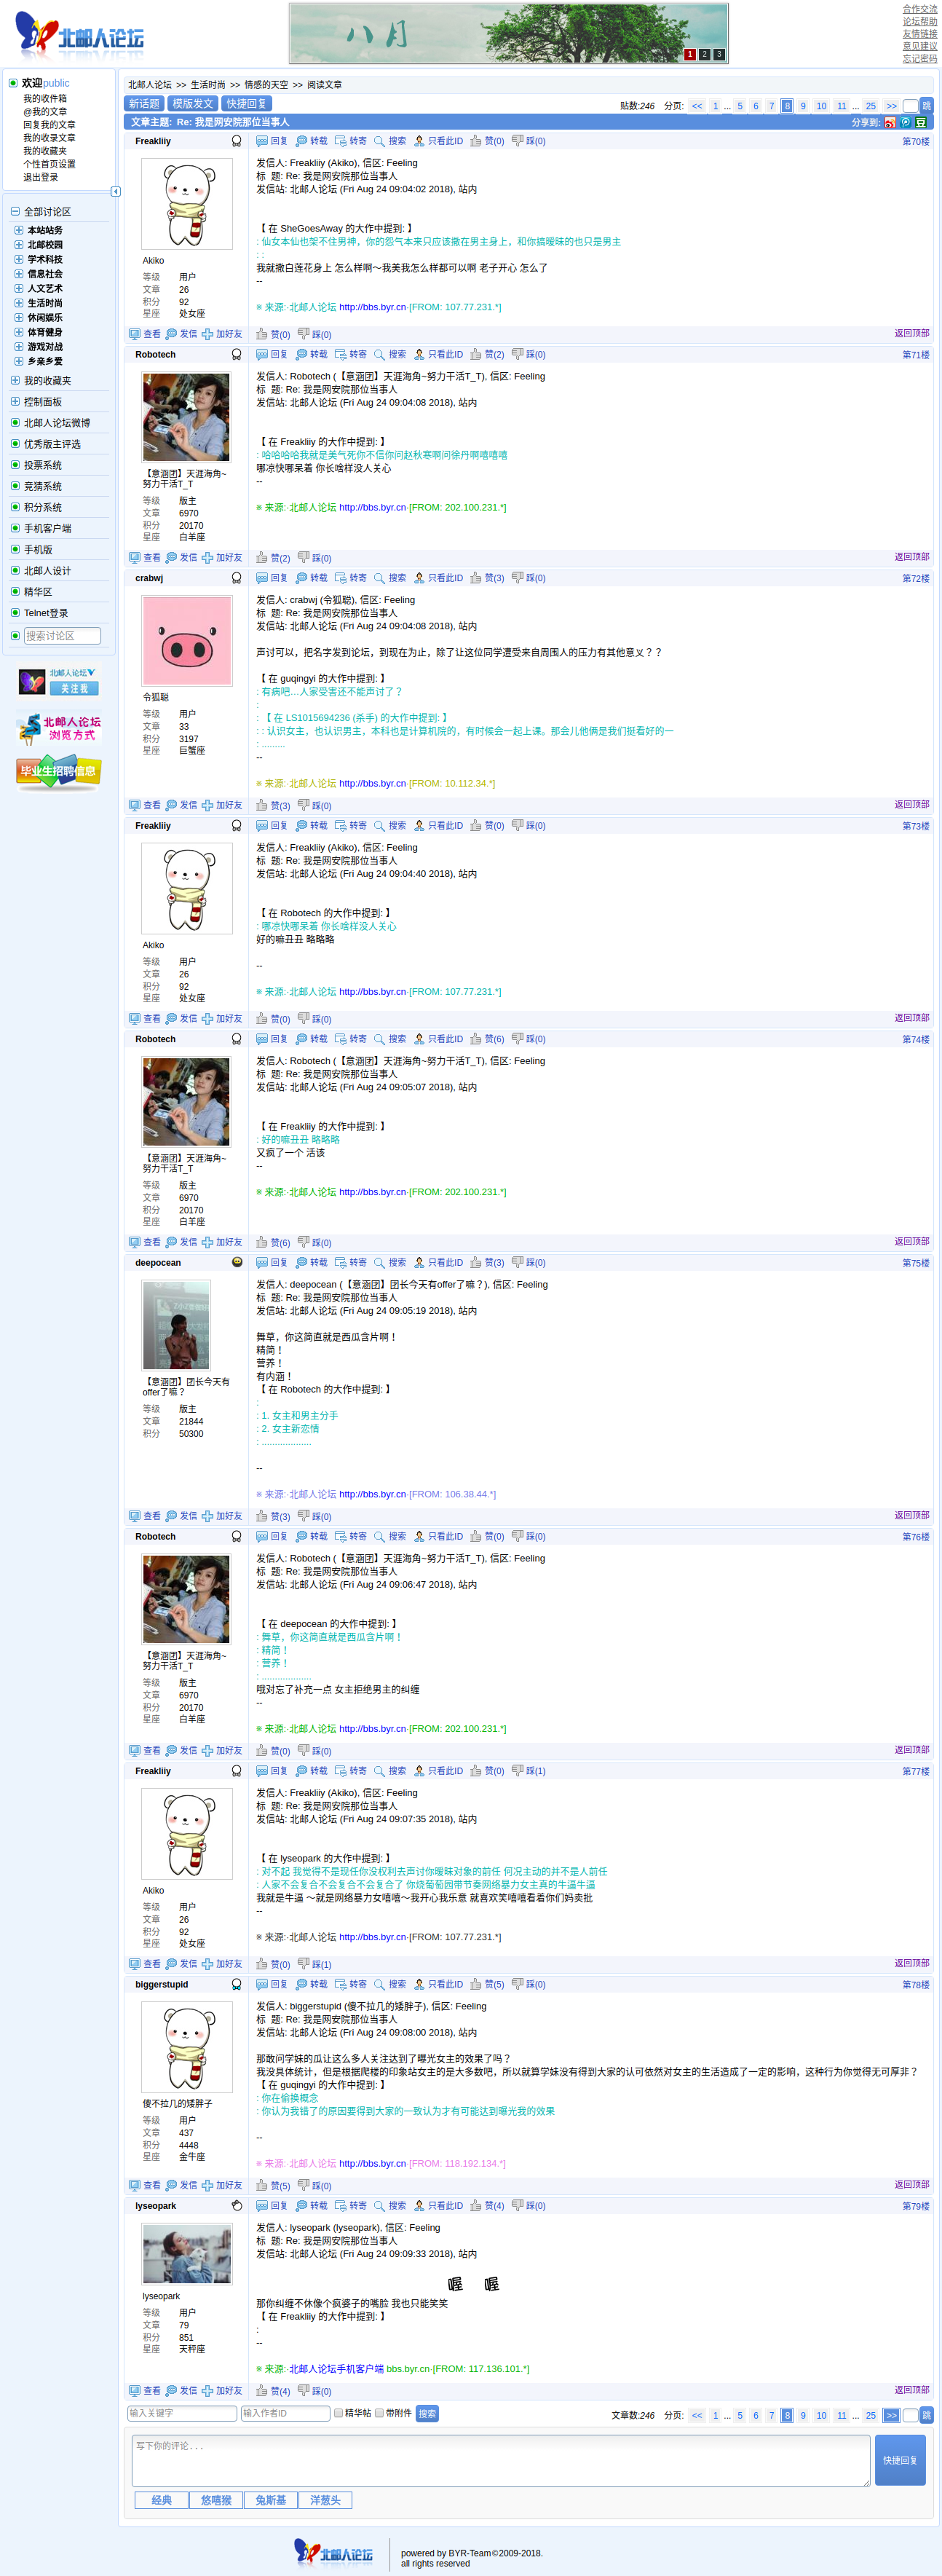 北邮人论坛
八月
1 2 3
合作交流
论坛帮助
友情链接
意见建议
忘记密码
欢迎public
我的收件箱
@我的文章
回复我的文章
我的收录文章
我的收藏夹
个性首页设置
退出登录
全部讨论区
本站站务
北邮校园
学术科技
信息社会
人文艺术
生活时尚
休闲娱乐
体育健身
游戏对战
乡亲乡爱
我的收藏夹
控制面板
北邮人论坛微博
优秀版主评选
投票系统
竞猜系统
积分系统
手机客户端
手机版
北邮人设计
精华区
Telnet登录
搜索讨论区
北邮人论坛
关注我
北邮人论坛
浏览方式
毕业生招聘信息
北邮人论坛 >> 生活时尚 >> 情感的天空 >> 阅读文章
新话题 模版发文 快捷回复
贴数:246 分页: << 1 ... 5 6 7 8 9 10 11 ... 25 >> 跳
文章主题: Re: 我是网安院那位当事人
分享到:
Freakliiy
回复 转载 转寄 搜索 只看此ID 赞(0) 踩(0) 第70楼
Akiko
等级 用户
文章 26
积分 92
星座 处女座
发信人: Freakliiy (Akiko), 信区: Feeling
标 题: Re: 我是网安院那位当事人
发信站: 北邮人论坛 (Fri Aug 24 09:04:02 2018), 站内
【 在 SheGoesAway 的大作中提到: 】
: 仙女本仙也架不住男神，你的怨气本来只应该撒在男主身上，和你搞暧昧的也只是男主
: :
我就撒白莲花身上 怎么样啊～我美我怎么样都可以啊 老子开心 怎么了
--
※ 来源:·北邮人论坛 http://bbs.byr.cn·[FROM: 107.77.231.*]
查看 发信 加好友 赞(0) 踩(0) 返回顶部
Robotech
回复 转载 转寄 搜索 只看此ID 赞(2) 踩(0) 第71楼
【意涵团】天涯海角~
努力干活T_T
等级 版主
文章 6970
积分 20170
星座 白羊座
发信人: Robotech (【意涵团】天涯海角~努力干活T_T), 信区: Feeling
标 题: Re: 我是网安院那位当事人
发信站: 北邮人论坛 (Fri Aug 24 09:04:08 2018), 站内
【 在 Freakliiy 的大作中提到: 】
: 哈哈哈哈我就是美气死你不信你问赵秋寒啊问徐丹啊嘻嘻嘻
哪凉快哪呆着 你长啥样没人关心
--
※ 来源:·北邮人论坛 http://bbs.byr.cn·[FROM: 202.100.231.*]
查看 发信 加好友 赞(2) 踩(0) 返回顶部
crabwj
回复 转载 转寄 搜索 只看此ID 赞(3) 踩(0) 第72楼
令狐聪
等级 用户
文章 33
积分 3197
星座 巨蟹座
发信人: crabwj (令狐聪), 信区: Feeling
标 题: Re: 我是网安院那位当事人
发信站: 北邮人论坛 (Fri Aug 24 09:04:08 2018), 站内
声讨可以，把名字发到论坛，到现在为止，除了让这位同学遭受来自周围人的压力有其他意义？？
【 在 guqingyi 的大作中提到: 】
: 有病吧…人家受害还不能声讨了？
:
: 【 在 LS1015694236 (杀手) 的大作中提到: 】
: : 认识女主，也认识男主，本科也是计算机院的，有时候会一起上课。那会儿他俩是我们挺看好的一
: .........
--
※ 来源:·北邮人论坛 http://bbs.byr.cn·[FROM: 10.112.34.*]
查看 发信 加好友 赞(3) 踩(0) 返回顶部
Freakliiy
回复 转载 转寄 搜索 只看此ID 赞(0) 踩(0) 第73楼
Akiko
等级 用户
文章 26
积分 92
星座 处女座
发信人: Freakliiy (Akiko), 信区: Feeling
标 题: Re: 我是网安院那位当事人
发信站: 北邮人论坛 (Fri Aug 24 09:04:40 2018), 站内
【 在 Robotech 的大作中提到: 】
: 哪凉快哪呆着 你长啥样没人关心
好的嘛丑丑 略略略
--
※ 来源:·北邮人论坛 http://bbs.byr.cn·[FROM: 107.77.231.*]
查看 发信 加好友 赞(0) 踩(0) 返回顶部
Robotech
回复 转载 转寄 搜索 只看此ID 赞(6) 踩(0) 第74楼
【意涵团】天涯海角~
努力干活T_T
等级 版主
文章 6970
积分 20170
星座 白羊座
发信人: Robotech (【意涵团】天涯海角~努力干活T_T), 信区: Feeling
标 题: Re: 我是网安院那位当事人
发信站: 北邮人论坛 (Fri Aug 24 09:05:07 2018), 站内
【 在 Freakliiy 的大作中提到: 】
: 好的嘛丑丑 略略略
又疯了一个 活该
--
※ 来源:·北邮人论坛 http://bbs.byr.cn·[FROM: 202.100.231.*]
查看 发信 加好友 赞(6) 踩(0) 返回顶部
deepocean
回复 转载 转寄 搜索 只看此ID 赞(3) 踩(0) 第75楼
【意涵团】团长今天有
offer了嘛？
等级 版主
文章 21844
积分 50300
发信人: deepocean (【意涵团】团长今天有offer了嘛？), 信区: Feeling
标 题: Re: 我是网安院那位当事人
发信站: 北邮人论坛 (Fri Aug 24 09:05:19 2018), 站内
舞草，你这简直就是西瓜含片啊！
精简！
营养！
有内涵！
【 在 Robotech 的大作中提到: 】
:
: 1. 女主和男主分手
: 2. 女主新恋情
: ...................
--
※ 来源:·北邮人论坛 http://bbs.byr.cn·[FROM: 106.38.44.*]
查看 发信 加好友 赞(3) 踩(0) 返回顶部
Robotech
回复 转载 转寄 搜索 只看此ID 赞(0) 踩(0) 第76楼
【意涵团】天涯海角~
努力干活T_T
等级 版主
文章 6970
积分 20170
星座 白羊座
发信人: Robotech (【意涵团】天涯海角~努力干活T_T), 信区: Feeling
标 题: Re: 我是网安院那位当事人
发信站: 北邮人论坛 (Fri Aug 24 09:06:47 2018), 站内
【 在 deepocean 的大作中提到: 】
: 舞草，你这简直就是西瓜含片啊！
: 精简！
: 营养！
: ...................
哦对忘了补充一点 女主拒绝男主的纠缠
--
※ 来源:·北邮人论坛 http://bbs.byr.cn·[FROM: 202.100.231.*]
查看 发信 加好友 赞(0) 踩(0) 返回顶部
Freakliiy
回复 转载 转寄 搜索 只看此ID 赞(0) 踩(1) 第77楼
Akiko
等级 用户
文章 26
积分 92
星座 处女座
发信人: Freakliiy (Akiko), 信区: Feeling
标 题: Re: 我是网安院那位当事人
发信站: 北邮人论坛 (Fri Aug 24 09:07:35 2018), 站内
【 在 lyseopark 的大作中提到: 】
: 对不起 我觉得不是现任你没权利去声讨你暧昧对象的前任 何况主动的并不是人前任
: 人家不会复合不会复合不会复合了 你烧葡萄园带节奏网络暴力女主真的牛逼牛逼
我就是牛逼 ～就是网络暴力女嘻嘻～我开心我乐意 就喜欢笑嘻嘻看着你们妈卖批
--
※ 来源:·北邮人论坛 http://bbs.byr.cn·[FROM: 107.77.231.*]
查看 发信 加好友 赞(0) 踩(1) 返回顶部
biggerstupid
回复 转载 转寄 搜索 只看此ID 赞(5) 踩(0) 第78楼
傻不拉几的矮胖子
等级 用户
文章 437
积分 4448
星座 金牛座
发信人: biggerstupid (傻不拉几的矮胖子), 信区: Feeling
标 题: Re: 我是网安院那位当事人
发信站: 北邮人论坛 (Fri Aug 24 09:08:00 2018), 站内
那敢问学妹的瓜让这么多人关注达到了曝光女主的效果了吗？
我没具体统计，但是根据爬楼的印象站女主的是大多数吧，所以就算学妹没有得到大家的认可依然对女主的生活造成了一定的影响，这种行为你觉得无可厚非？
【 在 guqingyi 的大作中提到: 】
: 你在偷换概念
: 你认为我错了的原因要得到大家的一致认为才有可能达到曝光我的效果
--
※ 来源:·北邮人论坛 http://bbs.byr.cn·[FROM: 118.192.134.*]
查看 发信 加好友 赞(5) 踩(0) 返回顶部
lyseopark
回复 转载 转寄 搜索 只看此ID 赞(4) 踩(0) 第79楼
lyseopark
等级 用户
文章 79
积分 851
星座 天秤座
发信人: lyseopark (lyseopark), 信区: Feeling
标 题: Re: 我是网安院那位当事人
发信站: 北邮人论坛 (Fri Aug 24 09:09:33 2018), 站内
喔 喔
那你纠缠不休像个疯婆子的嘴脸 我也只能笑笑
【 在 Freakliiy 的大作中提到: 】
:
--
※ 来源:·北邮人论坛手机客户端 bbs.byr.cn·[FROM: 117.136.101.*]
查看 发信 加好友 赞(4) 踩(0) 返回顶部
输入关键字 输入作者ID 精华帖 带附件 搜索
文章数:246 分页: << 1 ... 5 6 7 8 9 10 11 ... 25 >> 跳
写下你的评论...
快捷回复
经典 悠嘻猴 兔斯基 洋葱头
北邮人论坛
powered by BYR-Team©2009-2018.
all rights reserved